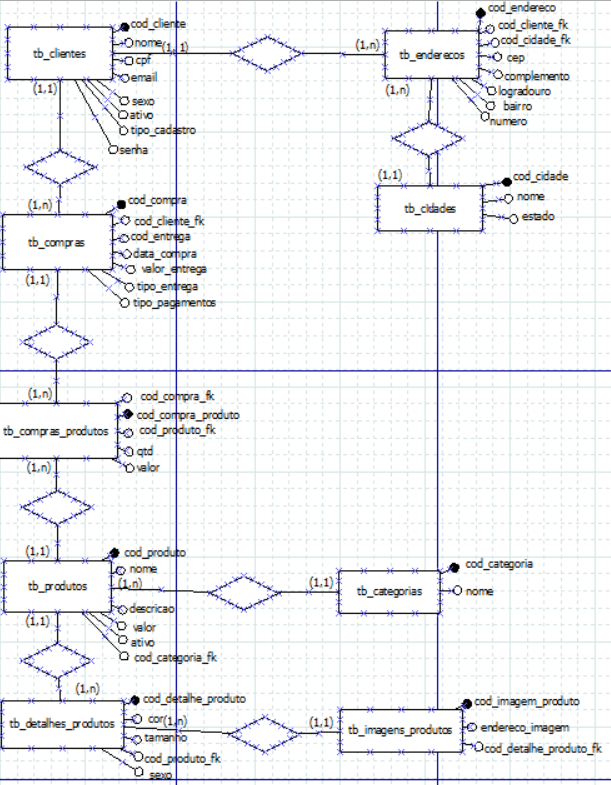 cod_cliente
tb_clientes
nome
(1,1)
cpf
email
(1,1)
sexo
ativo
tipo_cadastro
senha
cod_endereco
cod_cliente_fk
cod_cidade_fk
(1,n)
tb_enderecos
cep
complemento
(1,n)
logradouro
bairro
numero
(1,1)
cod_cidade
nome
tb_cidades
estado
(1,n)
cod_compra
cod_cliente_fk
tb_compras
cod_entrega
data_compra
valor_entrega
(1,1)
tipo_entrega
tipo_pagamentos
(1,n)
cod_compra_fk
cod_compra_produto
tb_compras_produtos
cod_produto_fk
qtd
(1,n)
valor
(1,1)
cod_produto
nome
tb_produtos
(1,n)
descricao
(1,1)
valor
ativo
cod_categoria_fk
(1,1)
cod_categoria
tb_categorias
nome
(1,n)
cod_detalhe_produto
tb_detalhes_produtos
cor
(1,n)
tamanho
cod_produto_fk
sexo
(1,1)
cod_imagem_produto
tb_imagens_produtos
endereco_imagem
cod_detalhe_produto_fk